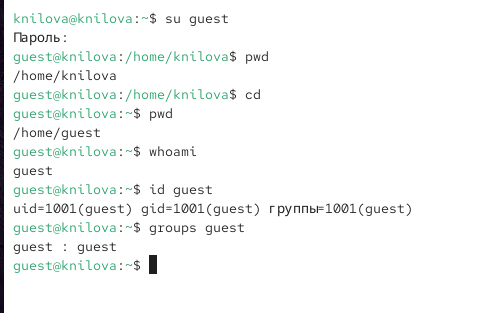 knilova@knilova:~$ su guest
Пароль:
guest@knilova:/home/knilova$ pwd
/home/knilova
guest@knilova:/home/knilova$ cd
guest@knilova:~$ pwd
/home/guest
guest@knilova:~$ whoami
guest
guest@knilova:~$ id guest
uid=1001(guest) gid=1001(guest) группы=1001(guest)
guest@knilova:~$ groups guest
guest : guest
guest@knilova:~$